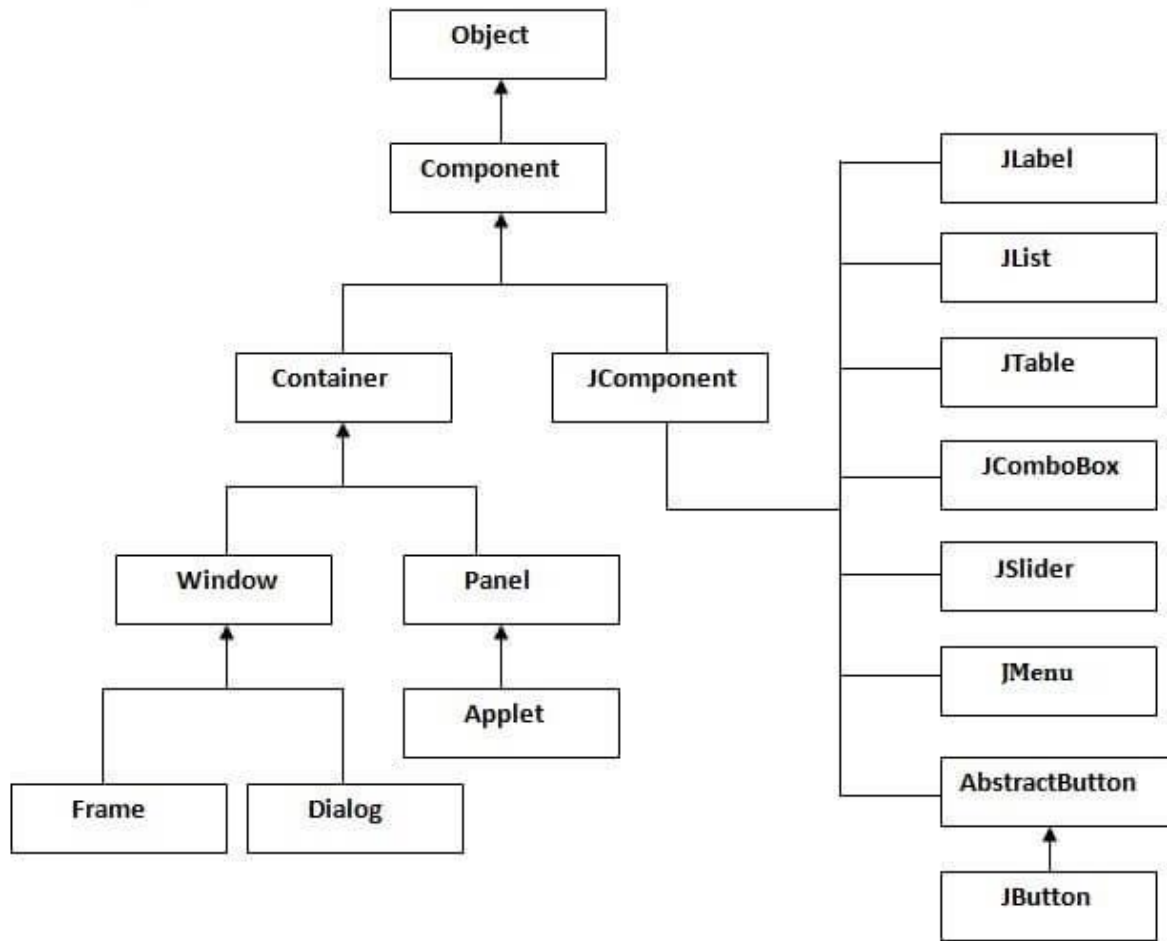 Object
Component
JLabel
JList
Container
JComponent
JTable
JComboBox
Window
Panel
JSlider
JMenu
Applet
AbstractButton
Frame
Dialog
JButton